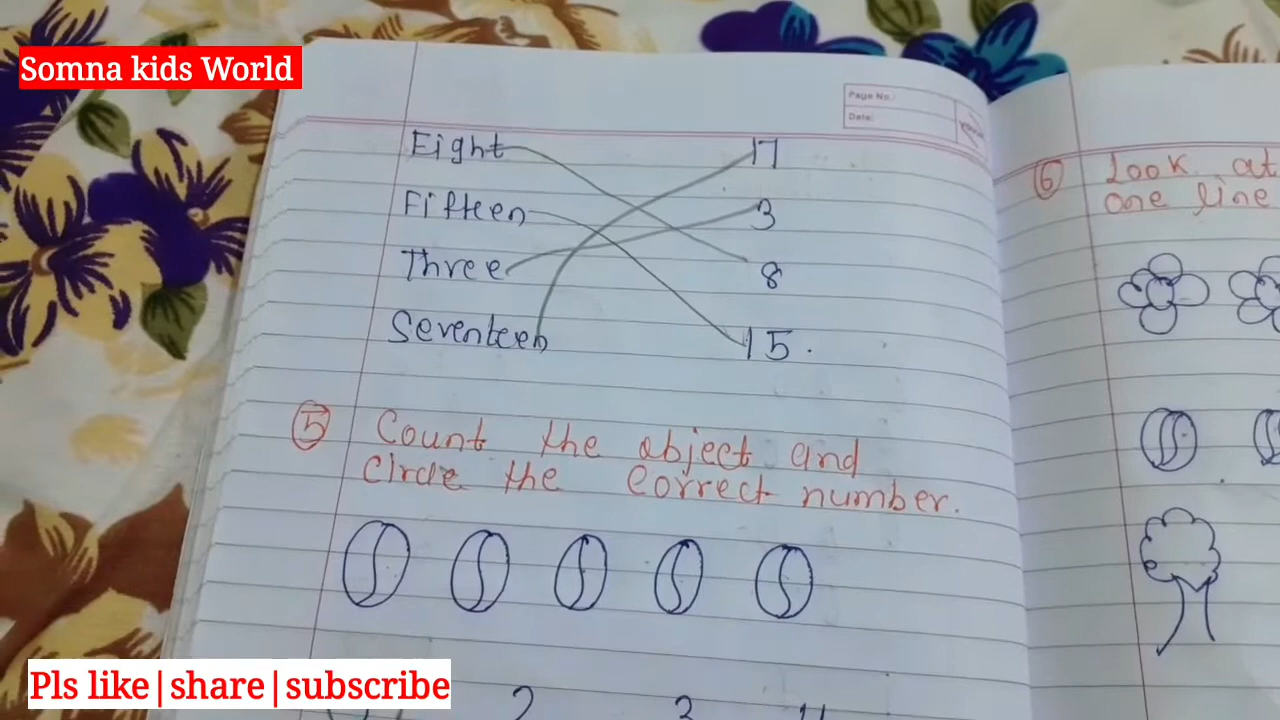 Somna kids World
Page No.:
Date:
Eight 17
Fifteen 3
Three 8
Seventeen 15.
5 Count the object and
circle the correct number.
6 Look at
one line
2 3 4
Pls like|share|subscribe